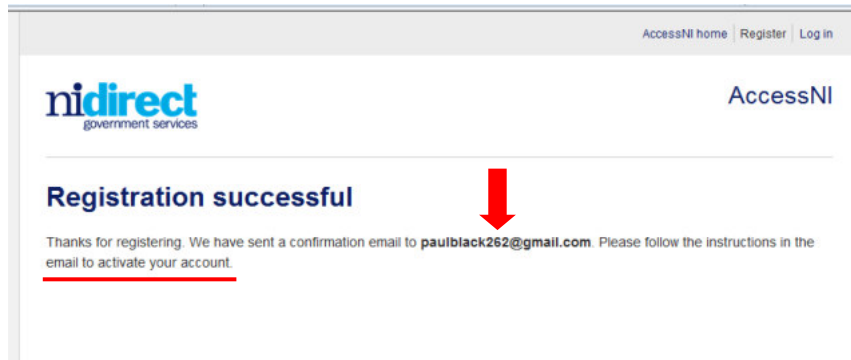 AccessNI home Register Log in
nidirect
government services
AccessNI
Registration successful
Thanks for registering. We have sent a confirmation email to paulblack262@gmail.com. Please follow the instructions in the
email to activate your account.